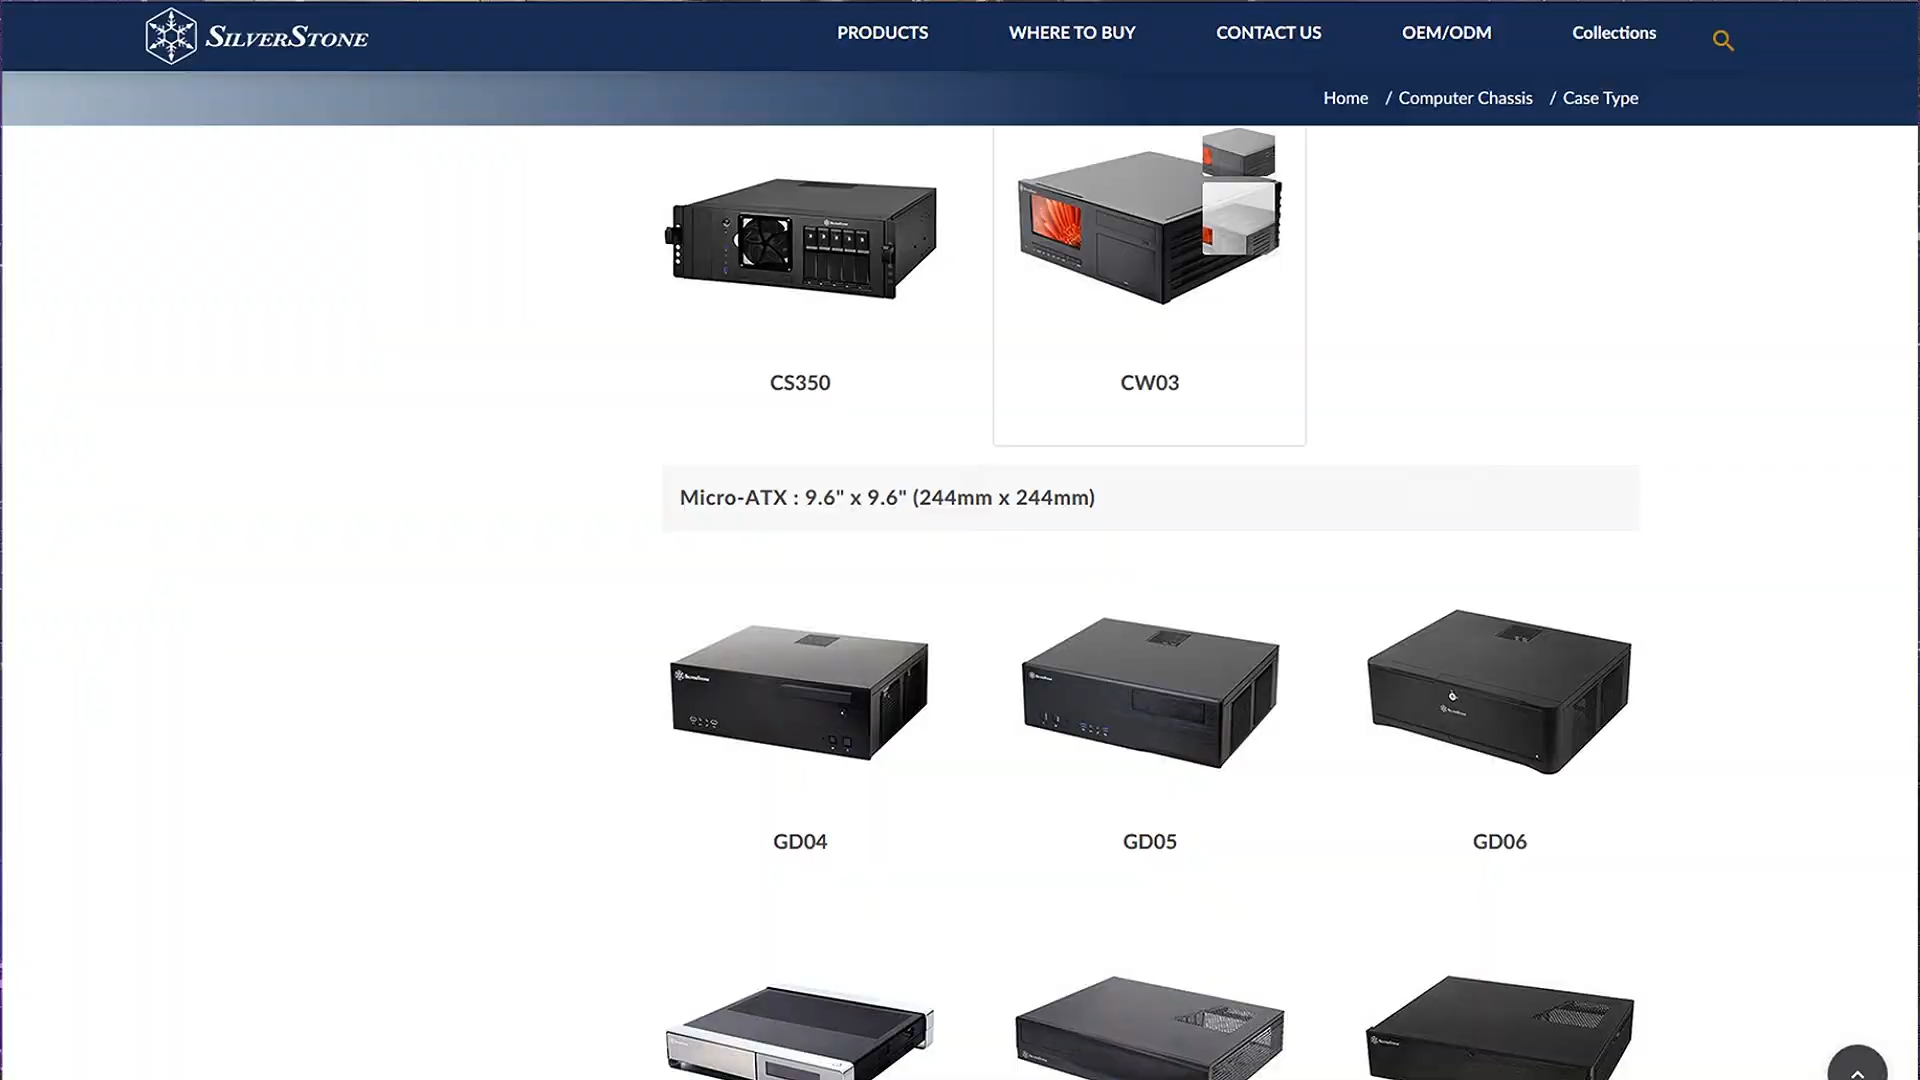 SILVERSTONE
PRODUCTS
WHERE TO BUY
CONTACT US
OEM/ODM
Collections
Home / Computer Chassis / Case Type
CS350
CW03
Micro-ATX : 9.6" x 9.6" (244mm x 244mm)
GD04
GD05
GD06